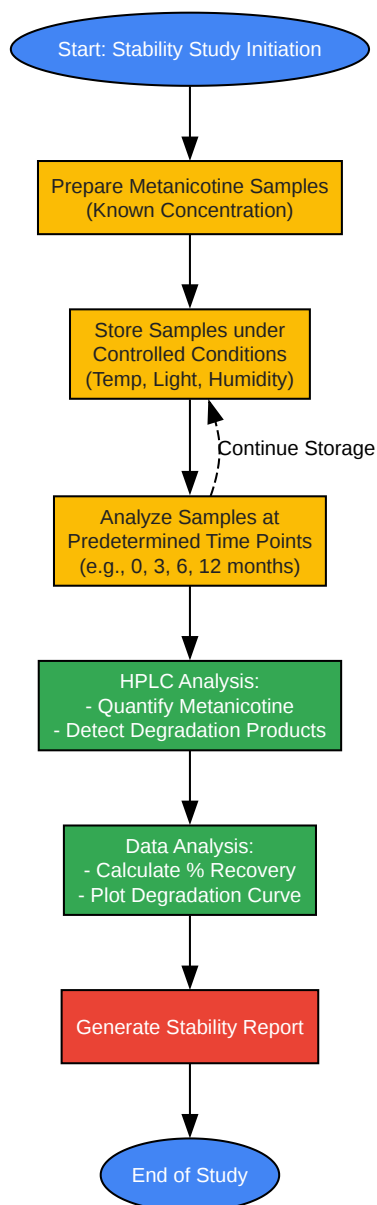 Start: Stability Study Initiation
Prepare Metanicotine Samples
(Known Concentration)
Store Samples under
Controlled Conditions
(Temp, Light, Humidity)
Continue Storage
Analyze Samples at
Predetermined Time Points
(e.g., 0, 3, 6, 12 months)
HPLC Analysis:
- Quantify Metanicotine
- Detect Degradation Products
Data Analysis:
- Calculate % Recovery
- Plot Degradation Curve
Generate Stability Report
End of Study